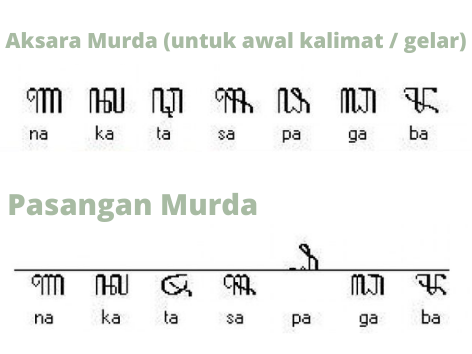 Aksara Murda (untuk awal kalimat / gelar)
ꦟ ꦑ ꦡ ꦯ ꦦ ꦓ ꦨ
na ka ta sa pa ga ba
Pasangan Murda
꧀ꦟ ꧀ꦑ ꧀ꦡ ꧀ꦯ ꧀ꦦ ꧀ꦓ ꧀ꦨ
na ka ta sa pa ga ba